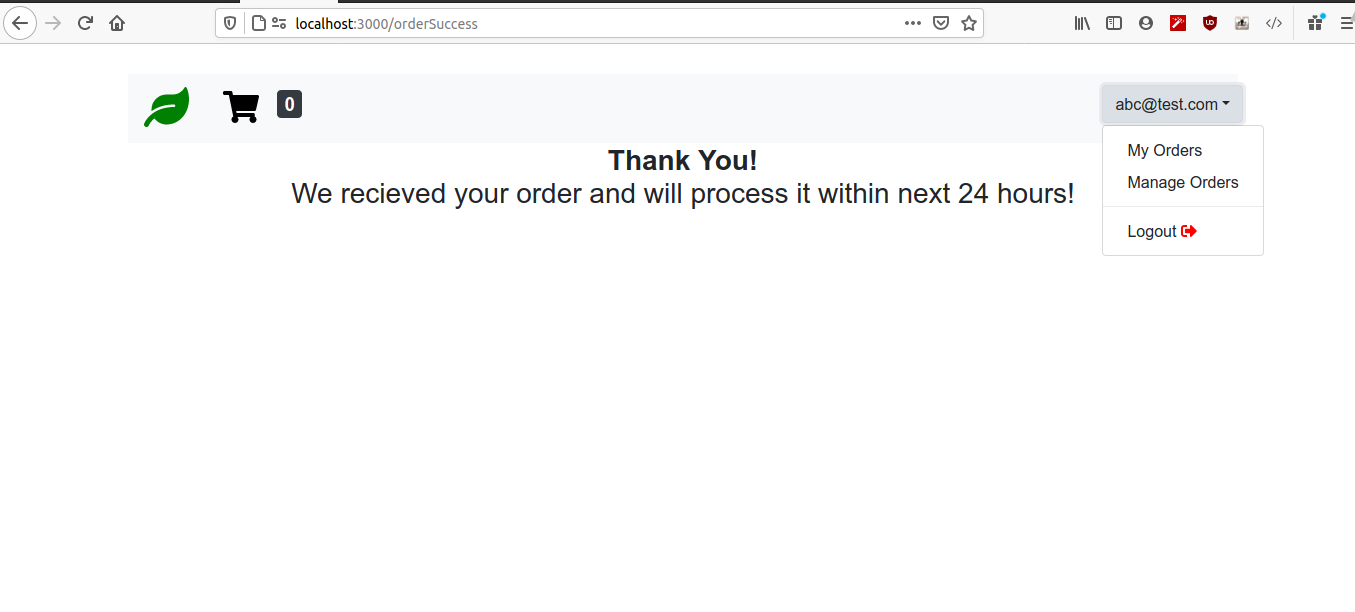 localhost:3000/orderSuccess
0
abc@test.com
My Orders
Manage Orders
Logout
Thank You!
We recieved your order and will process it within next 24 hours!